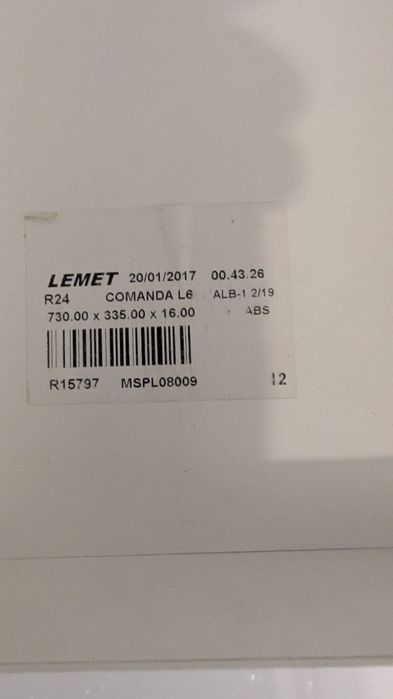 LEMET 20/01/2017 00.43.26
R24 COMANDA L6 ALB-1.2/19
730.00 x 335.00 x 16.00 ABS
R15797 MSPL08009 12